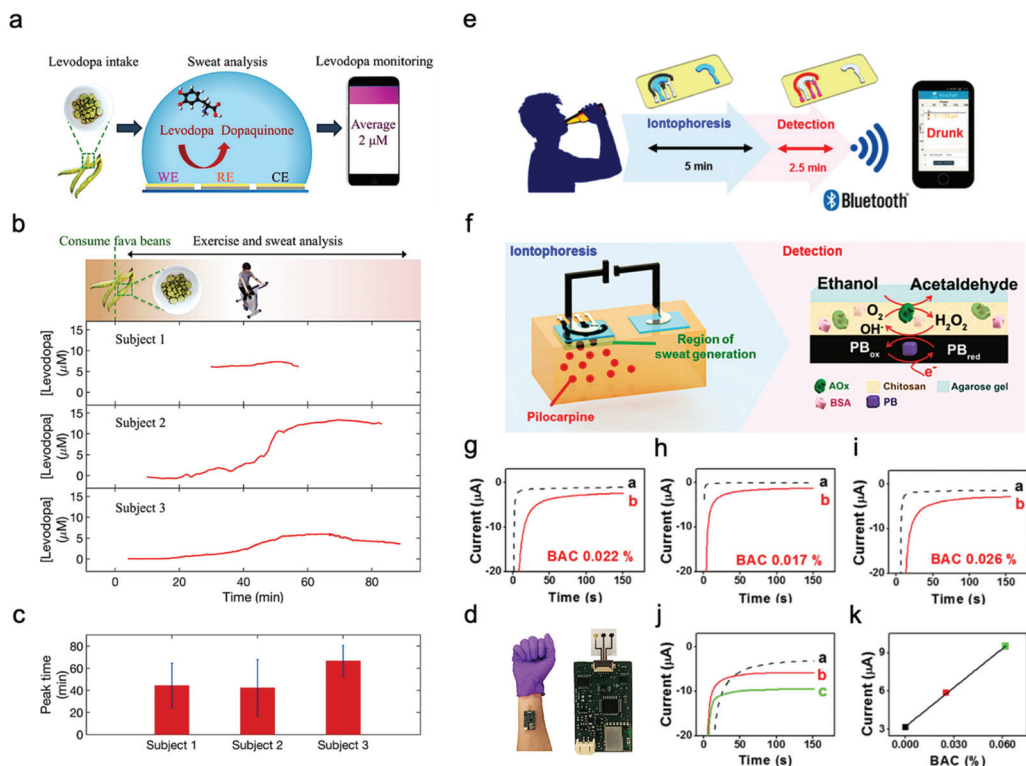 a
Levodopa intake
Sweat analysis
Levodopa monitoring
Levodopa Dopaquinone
WE RE CE
Average
2 μM
b
Consume fava beans
Exercise and sweat analysis
[Levodopa]
(μM)
15
10
5
0
Subject 1
[Levodopa]
(μM)
15
10
5
0
Subject 2
[Levodopa]
(μM)
15
10
5
0
Subject 3
0 20 40 60 80
Time (min)
c
Peak time
(min)
80
60
40
20
0
Subject 1 Subject 2 Subject 3
d
e
Iontophoresis
5 min
Detection
2.5 min
Bluetooth®
Drunk
f
Iontophoresis
Region of
sweat generation
Pilocarpine
Detection
Ethanol Acetaldehyde
O2
OH-
H2O2
PBox
PBred
e-
AOx Chitosan Agarose gel
BSA PB
g
Current (μA)
0
-10
-20
a
b
BAC 0.022 %
0 50 100 150
Time (s)
h
Current (μA)
0
-10
-20
a
b
BAC 0.017 %
0 50 100 150
Time (s)
i
Current (μA)
0
-10
-20
a
b
BAC 0.026 %
0 50 100 150
Time (s)
j
Current (μA)
0
-10
-20
a
b
c
0 50 100 150
Time (s)
k
Current (μA)
9
6
3
0.000 0.030 0.060
BAC (%)